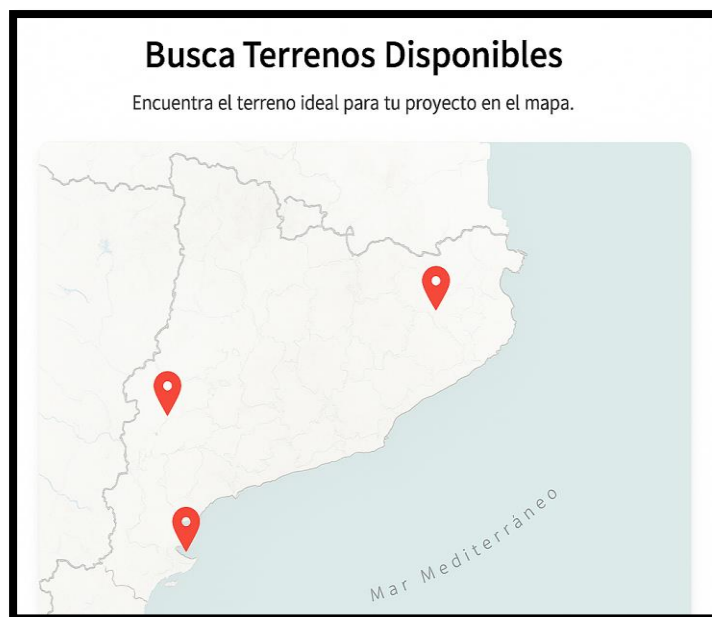 Busca Terrenos Disponibles
Encuentra el terreno ideal para tu proyecto en el mapa.
Mar Mediterráneo